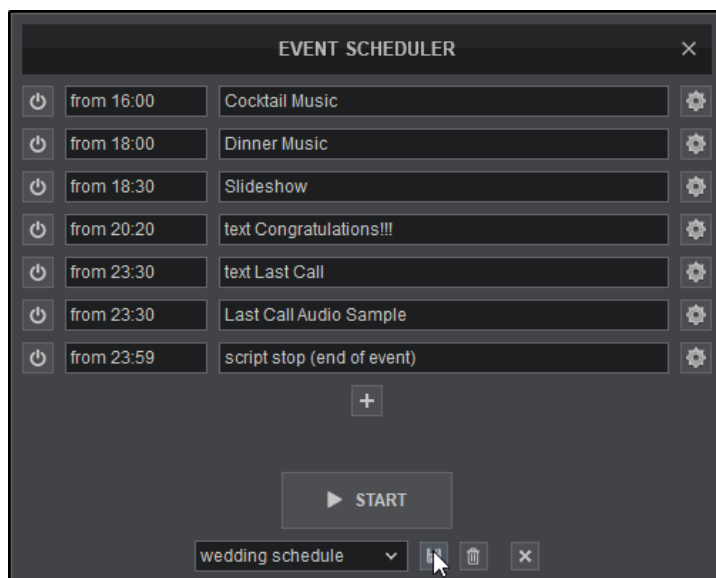 EVENT SCHEDULER
from 16:00 Cocktail Music
from 18:00 Dinner Music
from 18:30 Slideshow
from 20:20 text Congratulations!!!
from 23:30 text Last Call
from 23:30 Last Call Audio Sample
from 23:59 script stop (end of event)
START
wedding schedule